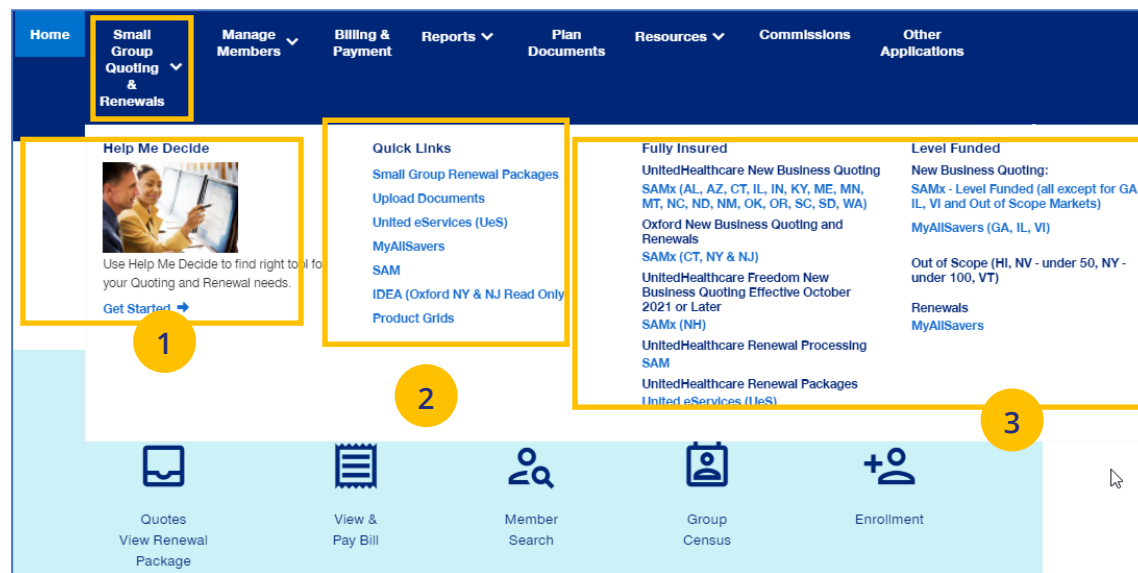 Home
Small
Group
Quoting
&
Renewals
Manage
Members
Billing &
Payment
Reports
Plan
Documents
Resources
Commissions
Other
Applications
Help Me Decide
Use Help Me Decide to find right tool fo
your Quoting and Renewal needs.
Get Started
1
Quick Links
Small Group Renewal Packages
Upload Documents
United eServices (UeS)
MyAllSavers
SAM
IDEA (Oxford NY & NJ Read Only
Product Grids
2
Fully Insured
UnitedHealthcare New Business Quoting
SAMx (AL, AZ, CT, IL, IN, KY, ME, MN,
MT, NC, ND, NM, OK, OR, SC, SD, WA)
Oxford New Business Quoting and
Renewals
SAMx (CT, NY & NJ)
UnitedHealthcare Freedom New
Business Quoting Effective October
2021 or Later
SAMx (NH)
UnitedHealthcare Renewal Processing
SAM
UnitedHealthcare Renewal Packages
United eServices (UeS)
Level Funded
New Business Quoting:
SAMx - Level Funded (all except for GA
IL, VI and Out of Scope Markets)
MyAllSavers (GA, IL, VI)
Out of Scope (HI, NV - under 50, NY -
under 100, VT)
Renewals
MyAllSavers
3
Quotes
View Renewal
Package
View &
Pay Bill
Member
Search
Group
Census
Enrollment